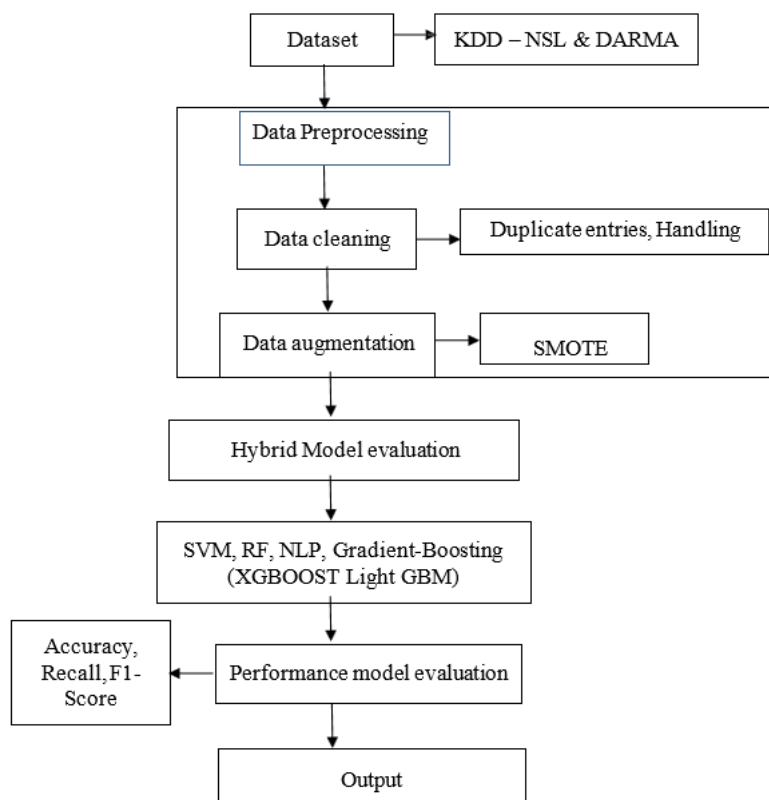 Dataset
KDD – NSL & DARMA
Data Preprocessing
Data cleaning
Duplicate entries, Handling
Data augmentation
SMOTE
Hybrid Model evaluation
SVM, RF, NLP, Gradient-Boosting
(XGBOOST Light GBM)
Accuracy,
Recall,F1-
Score
Performance model evaluation
Output